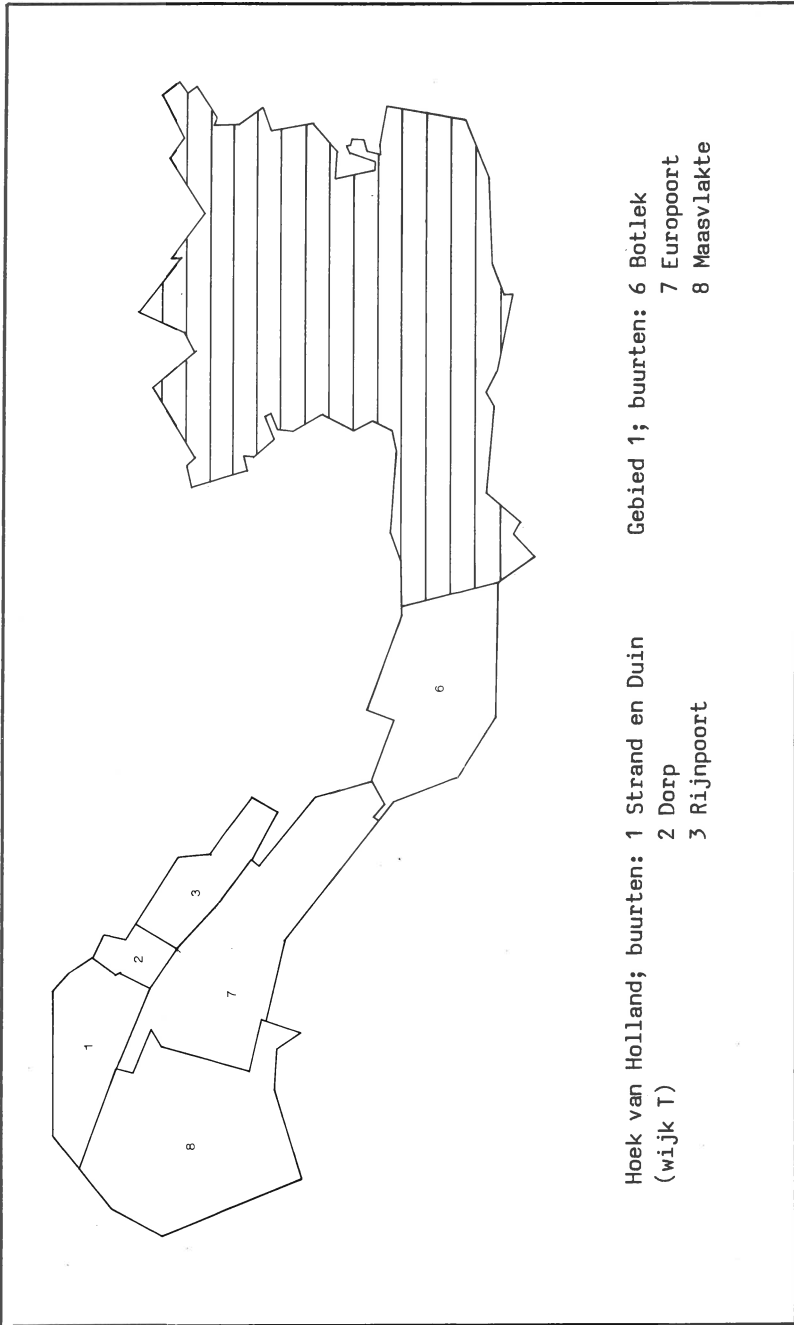 1
2
3
7
8
6
Hoek van Holland; buurten: 1 Strand en Duin
2 Dorp
(wijk T)
3 Rijnpoort
Gebied 1; buurten: 6 Botlek
7 Europoort
8 Maasvlakte